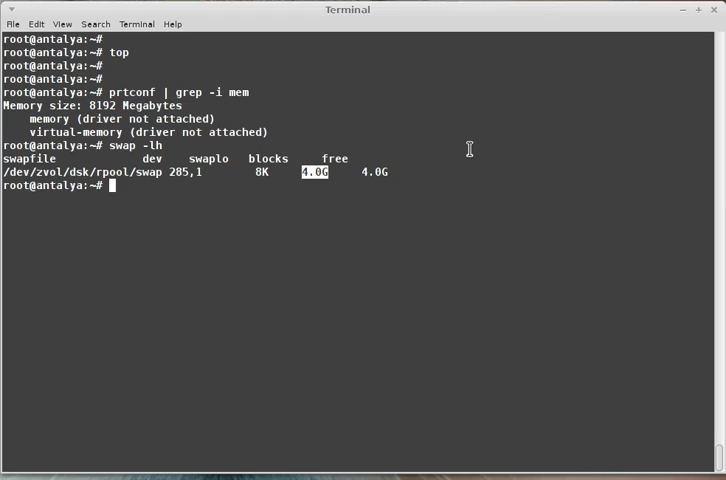 Terminal
File Edit View Search Terminal Help
root@antalya:~#
root@antalya:~# top
root@antalya:~#
root@antalya:~#
root@antalya:~# prtconf | grep -i mem
Memory size: 8192 Megabytes
    memory (driver not attached)
    virtual-memory (driver not attached)
root@antalya:~# swap -lh
swapfile             dev    swaplo   blocks     free
/dev/zvol/dsk/rpool/swap 285,1        8K     4.0G     4.0G
root@antalya:~#